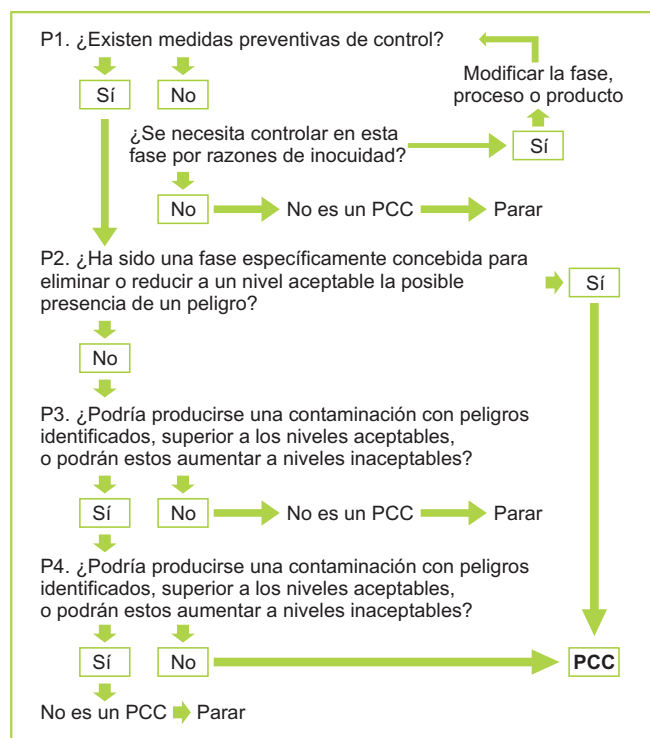 P1. ¿Existen medidas preventivas de control?
Sí
No
Modificar la fase,
proceso o producto
¿Se necesita controlar en esta
fase por razones de inocuidad?
Sí
No
No es un PCC
Parar
P2. ¿Ha sido una fase específicamente concebida para
eliminar o reducir a un nivel aceptable la posible
presencia de un peligro?
Sí
No
P3. ¿Podría producirse una contaminación con peligros
identificados, superior a los niveles aceptables,
o podrán estos aumentar a niveles inaceptables?
Sí
No
No es un PCC
Parar
P4. ¿Podría producirse una contaminación con peligros
identificados, superior a los niveles aceptables,
o podrán estos aumentar a niveles inaceptables?
Sí
No
PCC
No es un PCC
Parar